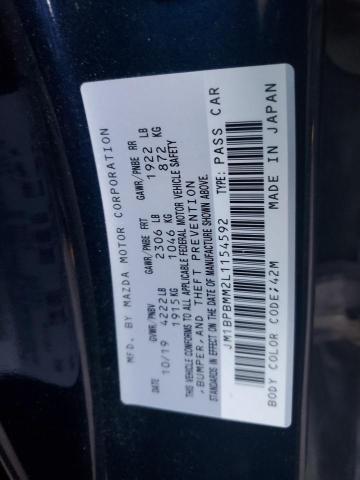 MFD. BY MAZDA MOTOR CORPORATION
GVWR/PNBV GAWR/PNBE FRT GAWR/PNBE RR
10/19 4222LB 2306 LB 1922 LB
1915KG 1046 KG 872 KG
THIS VEHICLE CONFORMS TO ALL APPLICABLE FEDERAL MOTOR VEHICLE SAFETY
,BUMPER,AND THEFT PREVENTION
STANDARDS IN EFFECT ON THE DATE OF MANUFACTURE SHOWN ABOVE.
JM1BPBMM2L1154592 TYPE: PASS CAR
BODY COLOR CODE:42M MADE IN JAPAN